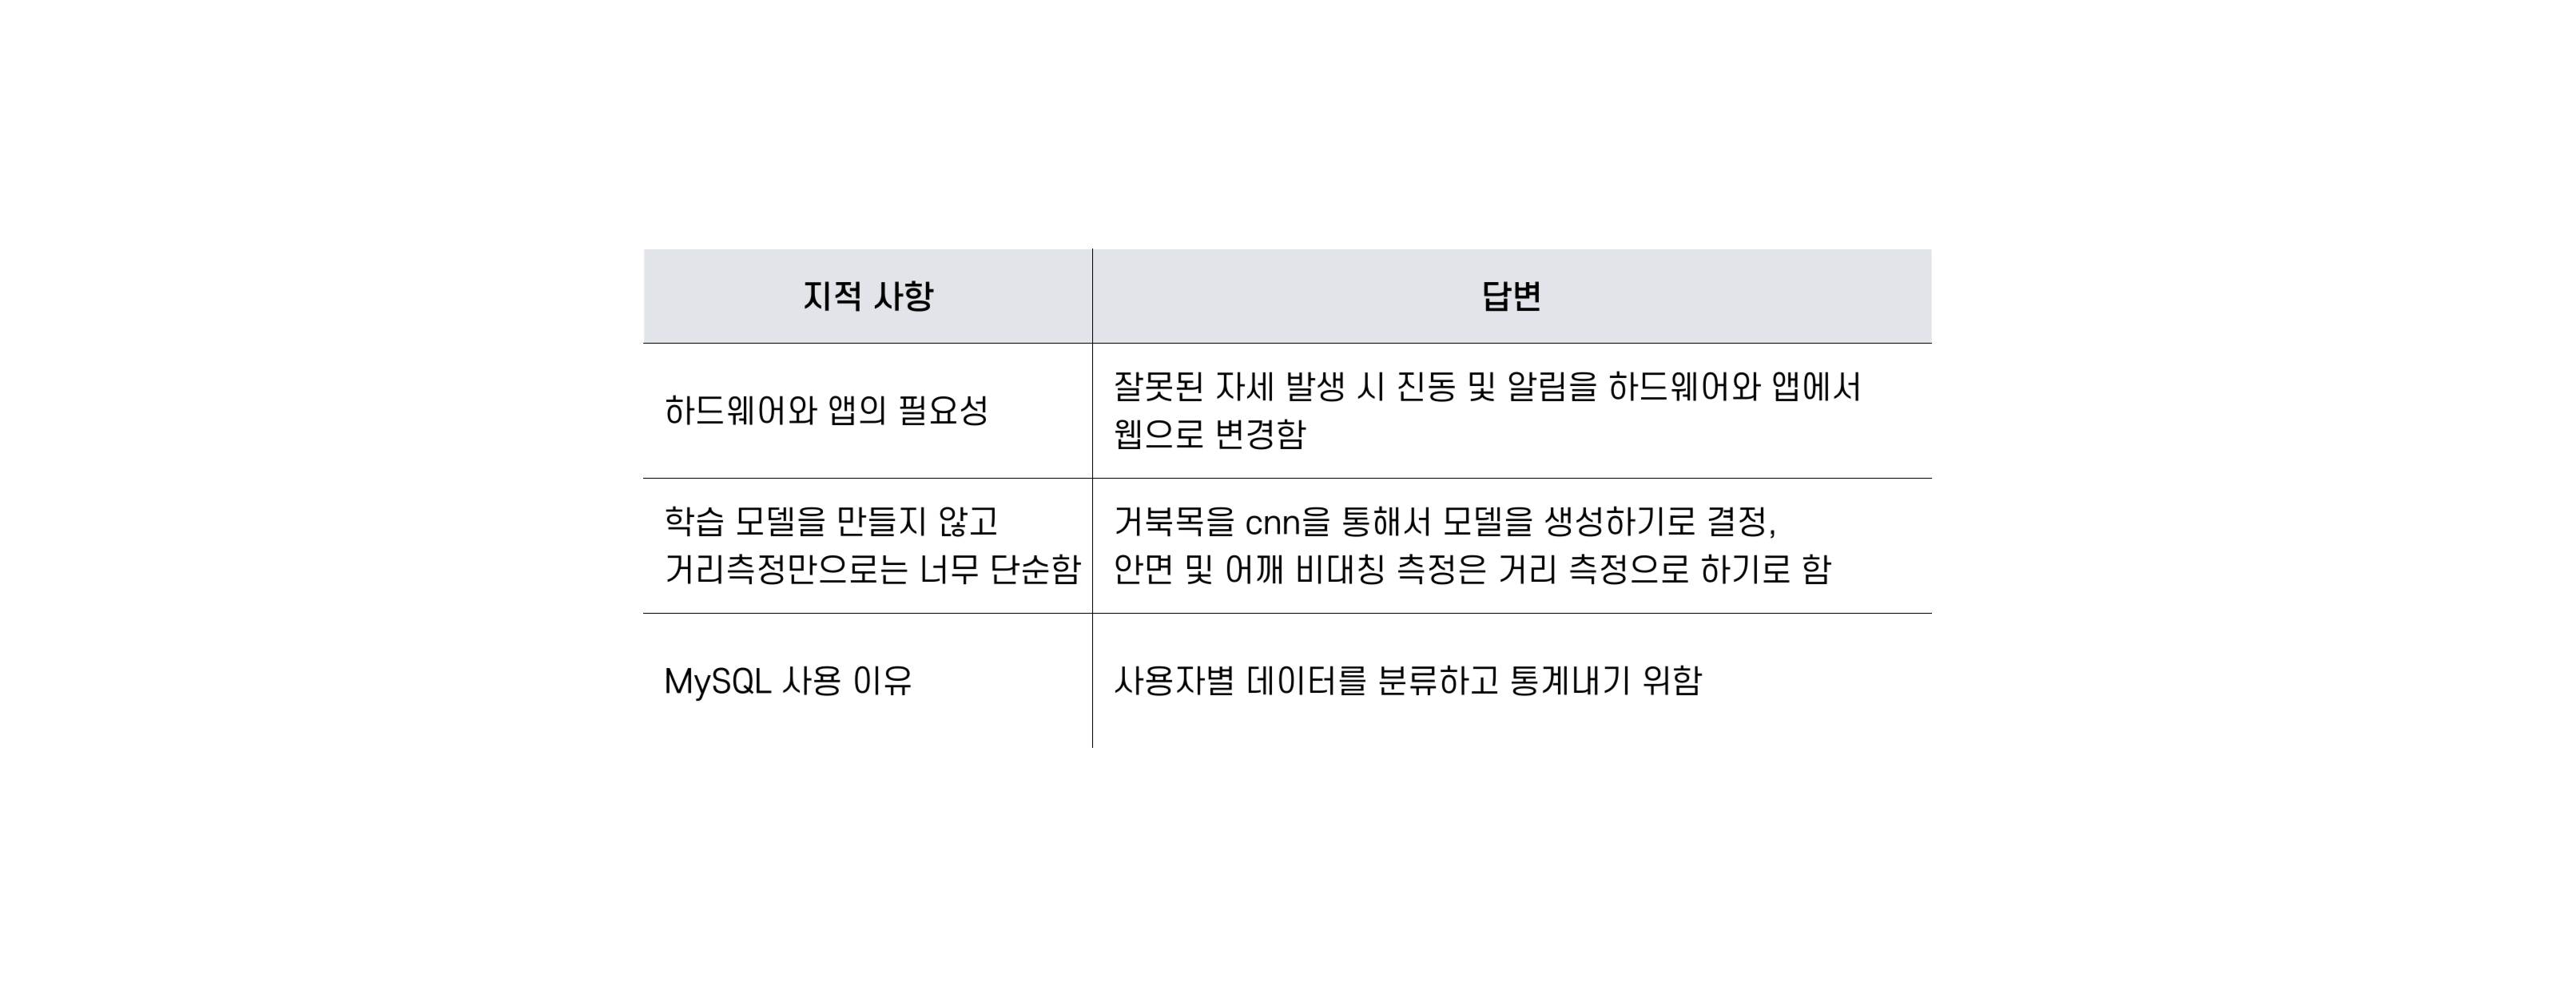 지적 사항
답변
하드웨어와 앱의 필요성
잘못된 자세 발생 시 진동 및 알림을 하드웨어와 앱에서
웹으로 변경함
학습 모델을 만들지 않고
거리측정만으로는 너무 단순함
거북목을 cnn을 통해서 모델을 생성하기로 결정,
안면 및 어깨 비대칭 측정은 거리 측정으로 하기로 함
MySQL 사용 이유
사용자별 데이터를 분류하고 통계내기 위함